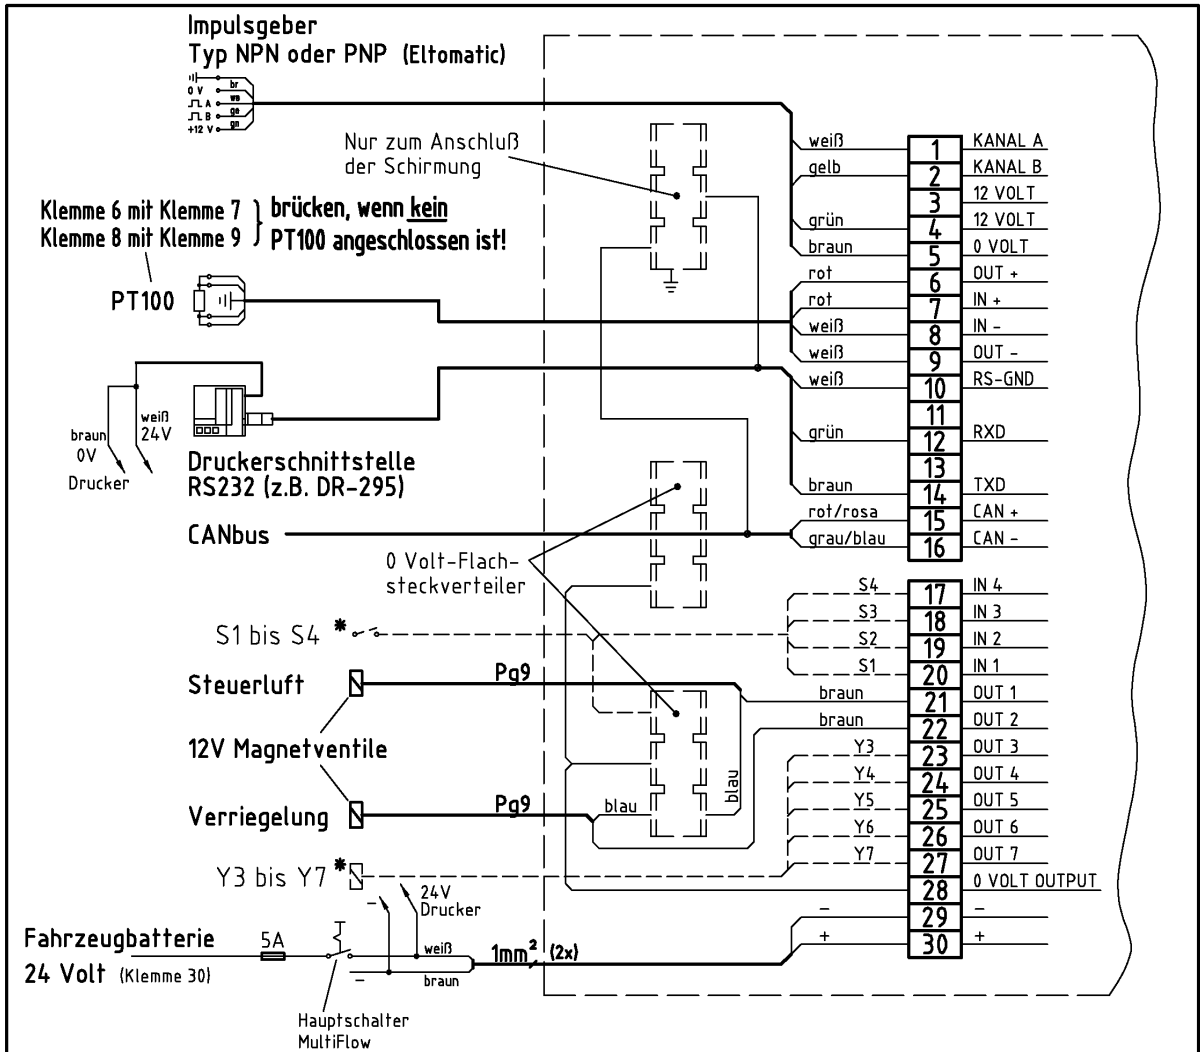 Impulsgeber
Typ NPN oder PNP (Eltomatic)
br
0 V
ws
A
ge
B
gn
+12 V
Nur zum Anschluß
der Schirmung
Klemme 6 mit Klemme 7 } brücken, wenn kein
Klemme 8 mit Klemme 9 } PT100 angeschlossen ist!
PT100
weiß
24V
braun
0V
Drucker
Druckerschnittstelle
RS232 (z.B. DR-295)
CANbus
0 Volt-Flach-
steckverteiler
S1 bis S4 *
Steuerluft
Pg9
12V Magnetventile
Verriegelung
Pg9
blau
blau
Y3 bis Y7 *
24V
Drucker
–
Fahrzeugbatterie
24 Volt (Klemme 30)
5A
weiß
–
braun
1mm² (2x)
Hauptschalter
MultiFlow
weiß 1 KANAL A
gelb 2 KANAL B
3 12 VOLT
grün 4 12 VOLT
braun 5 0 VOLT
rot 6 OUT +
rot 7 IN +
weiß 8 IN -
weiß 9 OUT -
weiß 10 RS-GND
11
grün 12 RXD
13
braun 14 TXD
rot/rosa 15 CAN +
grau/blau 16 CAN -
S4 17 IN 4
S3 18 IN 3
S2 19 IN 2
S1 20 IN 1
braun 21 OUT 1
braun 22 OUT 2
Y3 23 OUT 3
Y4 24 OUT 4
Y5 25 OUT 5
Y6 26 OUT 6
Y7 27 OUT 7
28 0 VOLT OUTPUT
– 29 –
+ 30 +